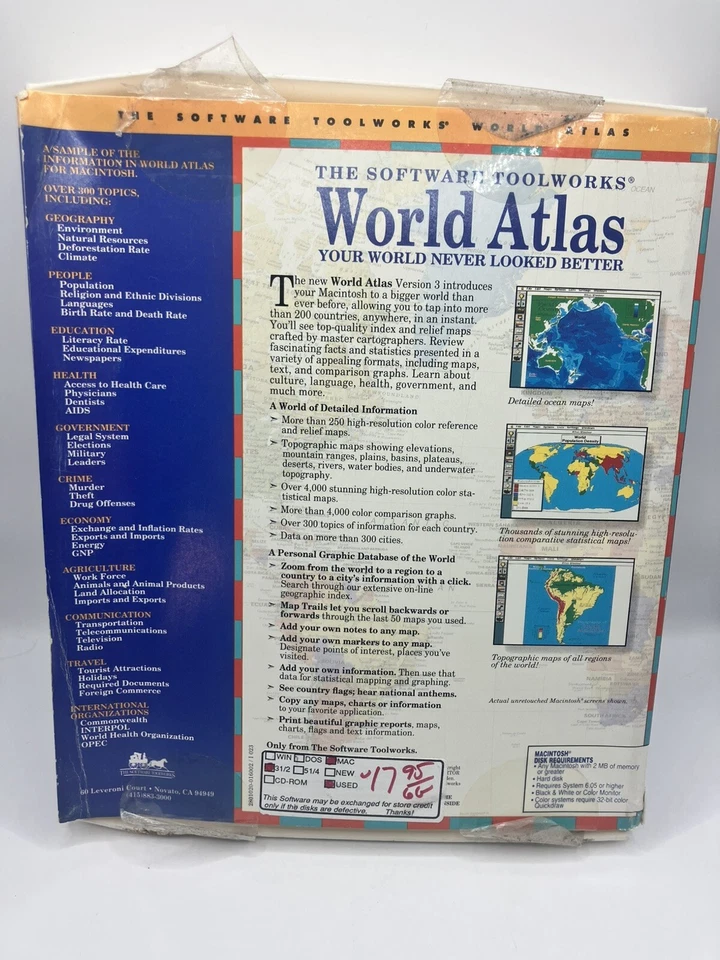 THE SOFTWARE TOOLWORKS® WORLD ATLAS
A SAMPLE OF THE
INFORMATION IN WORLD ATLAS
FOR MACINTOSH.
OVER 300 TOPICS,
INCLUDING:
GEOGRAPHY
Environment
Natural Resources
Deforestation Rate
Climate
PEOPLE
Population
Religion and Ethnic Divisions
Languages
Birth Rate and Death Rate
EDUCATION
Literacy Rate
Educational Expenditures
Newspapers
HEALTH
Access to Health Care
Physicians
Dentists
AIDS
GOVERNMENT
Legal System
Elections
Military
Leaders
CRIME
Murder
Theft
Drug Offenses
ECONOMY
Exchange and Inflation Rates
Exports and Imports
Energy
GNP
AGRICULTURE
Work Force
Animals and Animal Products
Land Allocation
Imports and Exports
COMMUNICATION
Transportation
Telecommunications
Television
Radio
TRAVEL
Tourist Attractions
Holidays
Required Documents
Foreign Commerce
INTERNATIONAL
ORGANIZATIONS
Commonwealth
INTERPOL
World Health Organization
OPEC
THE SOFTWARE TOOLWORKS
60 Leveroni Court • Novato, CA 94949
(415)883-3000
THE SOFTWARE TOOLWORKS®
World Atlas
YOUR WORLD NEVER LOOKED BETTER
The new World Atlas Version 3 introduces
your Macintosh to a bigger world than
ever before, allowing you to tap into more
than 200 countries, anywhere, in an instant.
You'll see top-quality index and relief maps
crafted by master cartographers. Review
fascinating facts and statistics presented in a
variety of appealing formats, including maps,
text, and comparison graphs. Learn about
culture, language, health, government, and
much more.
A World of Detailed Information
➣ More than 250 high-resolution color reference
and relief maps.
➣ Topographic maps showing elevations,
mountain ranges, plains, basins, plateaus,
deserts, rivers, water bodies, and underwater
topography.
➣ Over 4,000 stunning high-resolution color sta-
tistical maps.
➣ More than 4,000 color comparison graphs.
➣ Over 300 topics of information for each country.
➣ Data on more than 300 cities.
A Personal Graphic Database of the World
➣ Zoom from the world to a region to a
country to a city's information with a click.
Search through our extensive on-line
geographic index.
➣ Map Trails let you scroll backwards or
forwards through the last 50 maps you used.
➣ Add your own notes to any map.
➣ Add your own markers to any map.
Designate points of interest, places you've
visited.
➣ Add your own information. Then use that
data for statistical mapping and graphing.
➣ See country flags; hear national anthems.
➣ Copy any maps, charts or information
to your favorite application.
➣ Print beautiful graphic reports, maps,
charts, flags and text information.
Only from The Software Toolworks.
OCEAN
Detailed ocean maps!
World
Population Density
Thousands of stunning high-resolu-
tion comparative statistical maps!
Topographic maps of all regions
of the world!
Actual unretouched Macintosh® screens shown.
WIN DOS MAC
31/2 51/4 NEW
CD-ROM USED
17 95
GG
This Software may be exchanged for store credit
only if the disks are defective. Thanks!
MACINTOSH®
DISK REQUIREMENTS
• Any Macintosh with 2 MB of memory
or greater
• Hard disk
• Requires System 6.05 or higher
• Black & White or Color Monitor
• Color systems require 32-bit color
Quickdraw